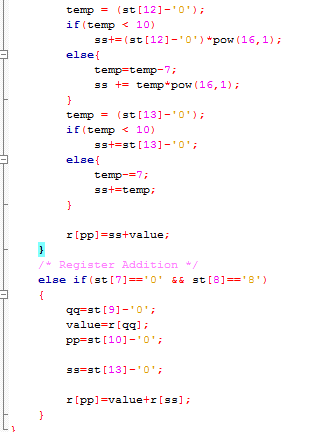 temp = (st[12]-'0');
if(temp < 10)
ss+=(st[12]-'0')*pow(16,1);
else{
temp=temp-7;
ss += temp*pow(16,1);
}
temp = (st[13]-'0');
if(temp < 10)
ss+=st[13]-'0';
else{
temp-=7;
ss+=temp;
}
r[pp]=ss+value;
}
/* Register Addition */
else if(st[7]=='0' && st[8]=='8')
{
qq=st[9]-'0';
value=r[qq];
pp=st[10]-'0';
ss=st[13]-'0';
r[pp]=value+r[ss];
}
}